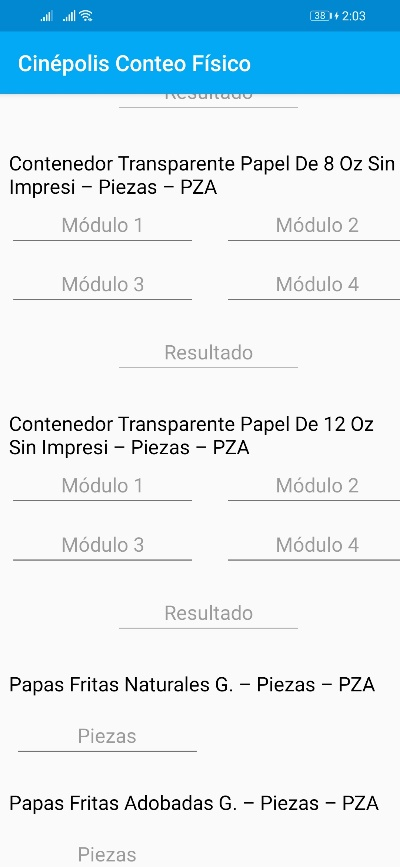 38 2:03
Cinépolis Conteo Físico
Resultado
Contenedor Transparente Papel De 8 Oz Sin
Impresi – Piezas – PZA
Módulo 1 Módulo 2
Módulo 3 Módulo 4
Resultado
Contenedor Transparente Papel De 12 Oz
Sin Impresi – Piezas – PZA
Módulo 1 Módulo 2
Módulo 3 Módulo 4
Resultado
Papas Fritas Naturales G. – Piezas – PZA
Piezas
Papas Fritas Adobadas G. – Piezas – PZA
Piezas